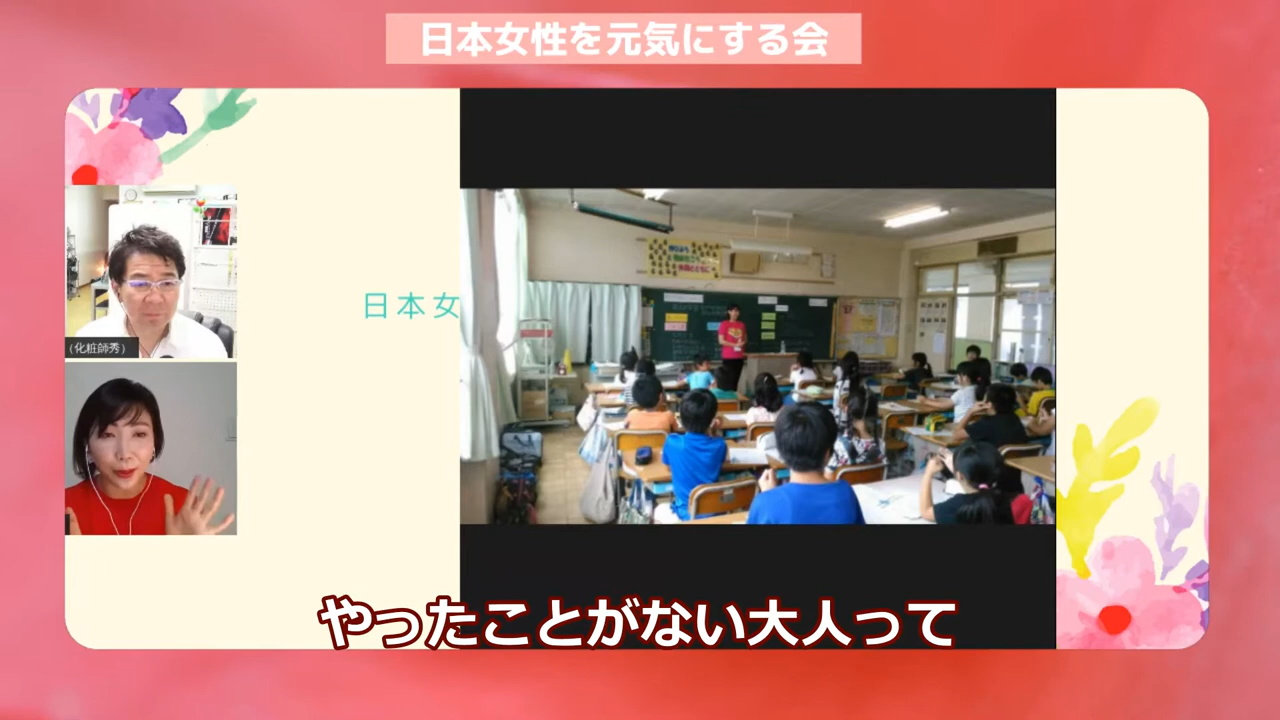 日本女性を元気にする会
日本女
(化粧師秀)
やったことがない大人って